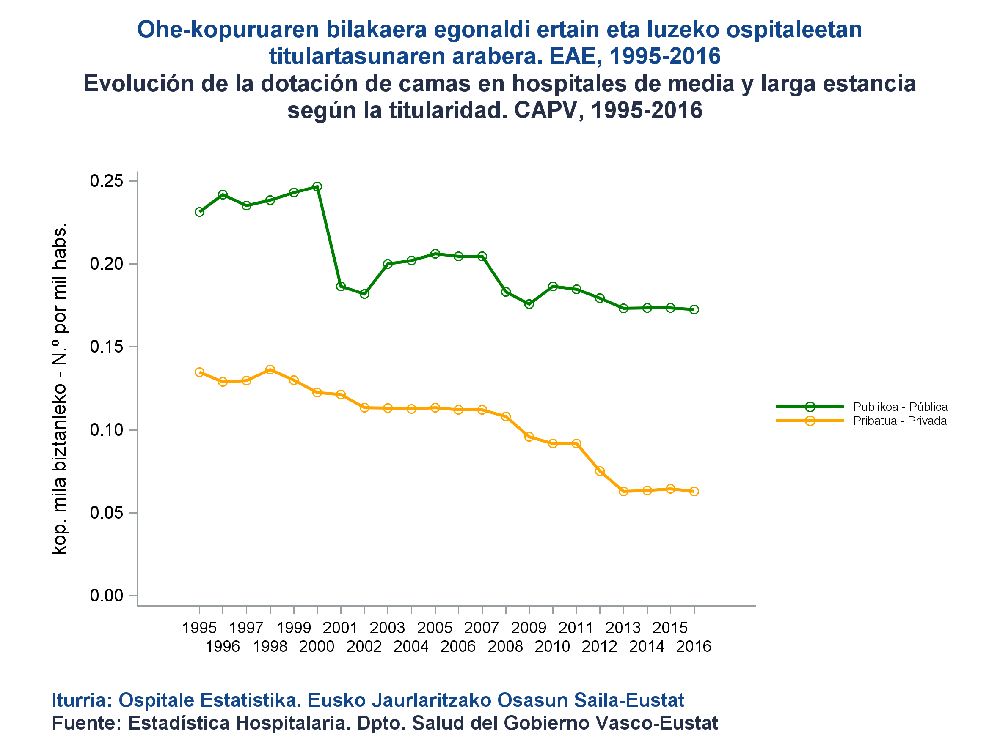 Ohe-kopuruaren bilakaera egonaldi ertain eta luzeko ospitaleetan
titulartasunaren arabera. EAE, 1995-2016
Evolución de la dotación de camas en hospitales de media y larga estancia
según la titularidad. CAPV, 1995-2016
kop. mila biztanleko - N.º por mil habs.
0.25
0.20
0.15
0.10
0.05
0.00
Publikoa - Pública
Pribatua - Privada
1995 1997 1999 2001 2003 2005 2007 2009 2011 2013 2015
1996 1998 2000 2002 2004 2006 2008 2010 2012 2014 2016
Iturria: Ospitale Estatistika. Eusko Jaurlaritzako Osasun Saila-Eustat
Fuente: Estadística Hospitalaria. Dpto. Salud del Gobierno Vasco-Eustat